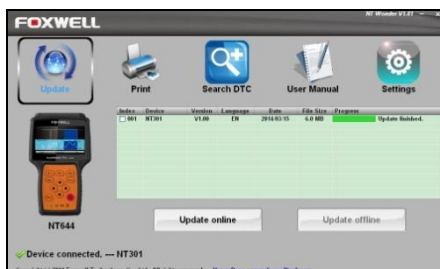 FOXWELL
NT Wonder V1.01
Update
Print
Search DTC
User Manual
Settings
Index Device Version Language Date File Size Progress
001 NT301 V1.00 EN 2014/03/15 6.0 MB Update finished.
FOXWELL
NT644
Update online
Update offline
Device connected, --- NT301